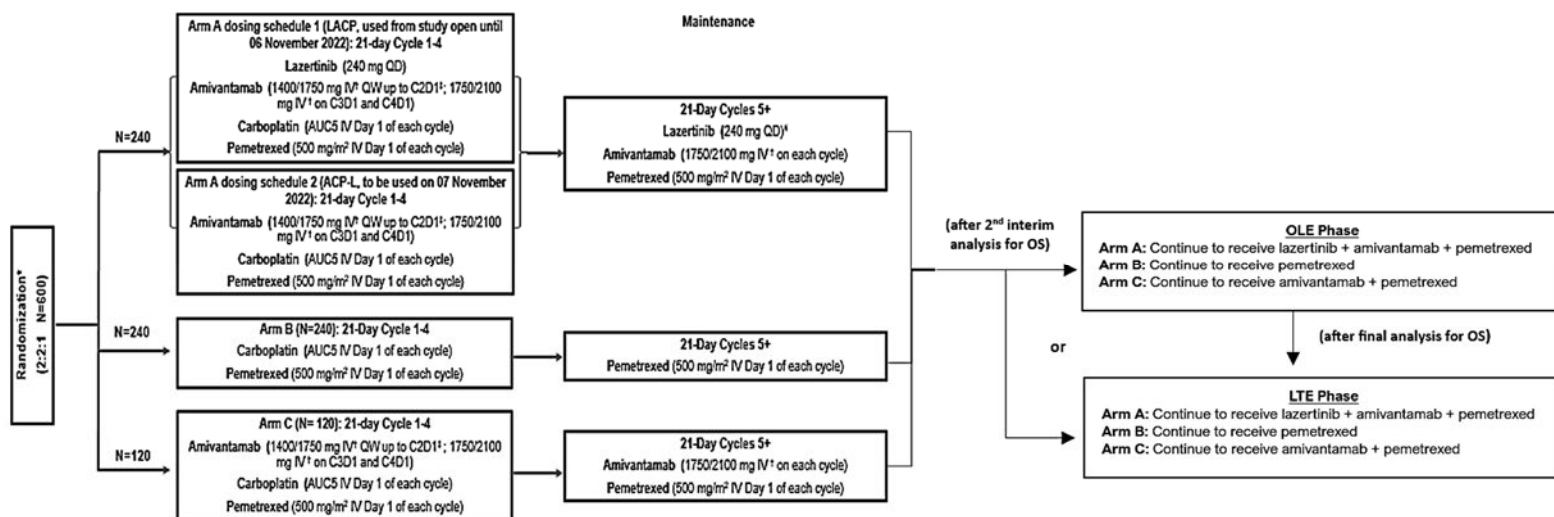 Maintenance
Randomization*
(2:2:1 N=600)
N=240
Arm A dosing schedule 1 (LACP, used from study open until
06 November 2022): 21-day Cycle 1-4
Lazertinib (240 mg QD)
Amivantamab (1400/1750 mg IV† QW up to C2D1‡; 1750/2100
mg IV† on C3D1 and C4D1)
Carboplatin (AUC5 IV Day 1 of each cycle)
Pemetrexed (500 mg/m² IV Day 1 of each cycle)
Arm A dosing schedule 2 (ACP-L, to be used on 07 November
2022): 21-day Cycle 1-4
Amivantamab (1400/1750 mg IV† QW up to C2D1‡; 1750/2100
mg IV† on C3D1 and C4D1)
Carboplatin (AUC5 IV Day 1 of each cycle)
Pemetrexed (500 mg/m² IV Day 1 of each cycle)
21-Day Cycles 5+
Lazertinib (240 mg QD)
Amivantamab (1750/2100 mg IV† on each cycle)
Pemetrexed (500 mg/m² IV Day 1 of each cycle)
N=240
Arm B (N=240): 21-Day Cycle 1-4
Carboplatin (AUC5 IV Day 1 of each cycle)
Pemetrexed (500 mg/m² IV Day 1 of each cycle)
21-Day Cycles 5+
Pemetrexed (500 mg/m² IV Day 1 of each cycle)
N=120
Arm C (N= 120): 21-day Cycle 1-4
Amivantamab (1400/1750 mg IV† QW up to C2D1‡; 1750/2100
mg IV† on C3D1 and C4D1)
Carboplatin (AUC5 IV Day 1 of each cycle)
Pemetrexed (500 mg/m² IV Day 1 of each cycle)
21-Day Cycles 5+
Amivantamab (1750/2100 mg IV† on each cycle)
Pemetrexed (500 mg/m² IV Day 1 of each cycle)
(after 2nd interim
analysis for OS)
or
OLE Phase
Arm A: Continue to receive lazertinib + amivantamab + pemetrexed
Arm B: Continue to receive pemetrexed
Arm C: Continue to receive amivantamab + pemetrexed
(after final analysis for OS)
LTE Phase
Arm A: Continue to receive lazertinib + amivantamab + pemetrexed
Arm B: Continue to receive pemetrexed
Arm C: Continue to receive amivantamab + pemetrexed